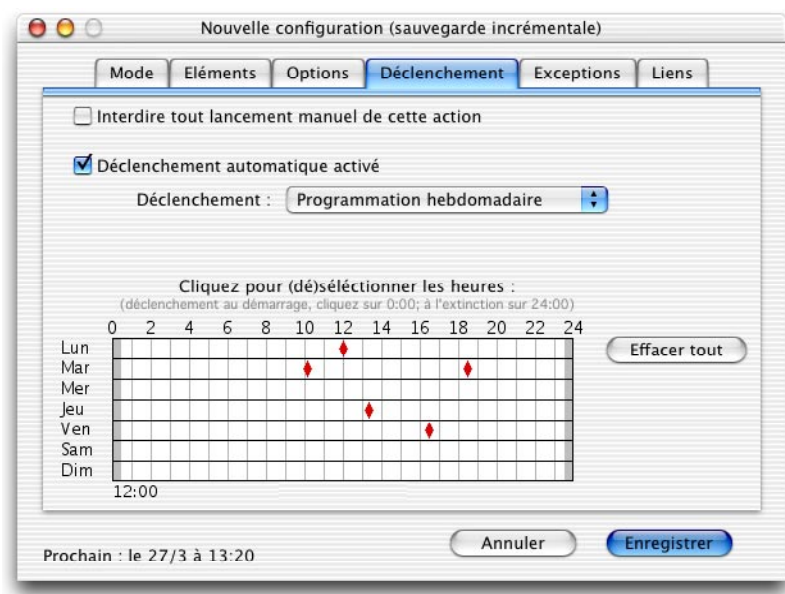 Nouvelle configuration (sauvegarde incrémentale)
Mode Eléments Options Déclenchement Exceptions Liens
Interdire tout lancement manuel de cette action
Déclenchement automatique activé
Déclenchement : Programmation hebdomadaire
Cliquez pour (dé)séléctionner les heures :
(déclenchement au démarrage, cliquez sur 0:00; à l'extinction sur 24:00)
0 2 4 6 8 10 12 14 16 18 20 22 24
Lun
Effacer tout
Mar
Mer
Jeu
Ven
Sam
Dim
12:00
Annuler Enregistrer
Prochain : le 27/3 à 13:20